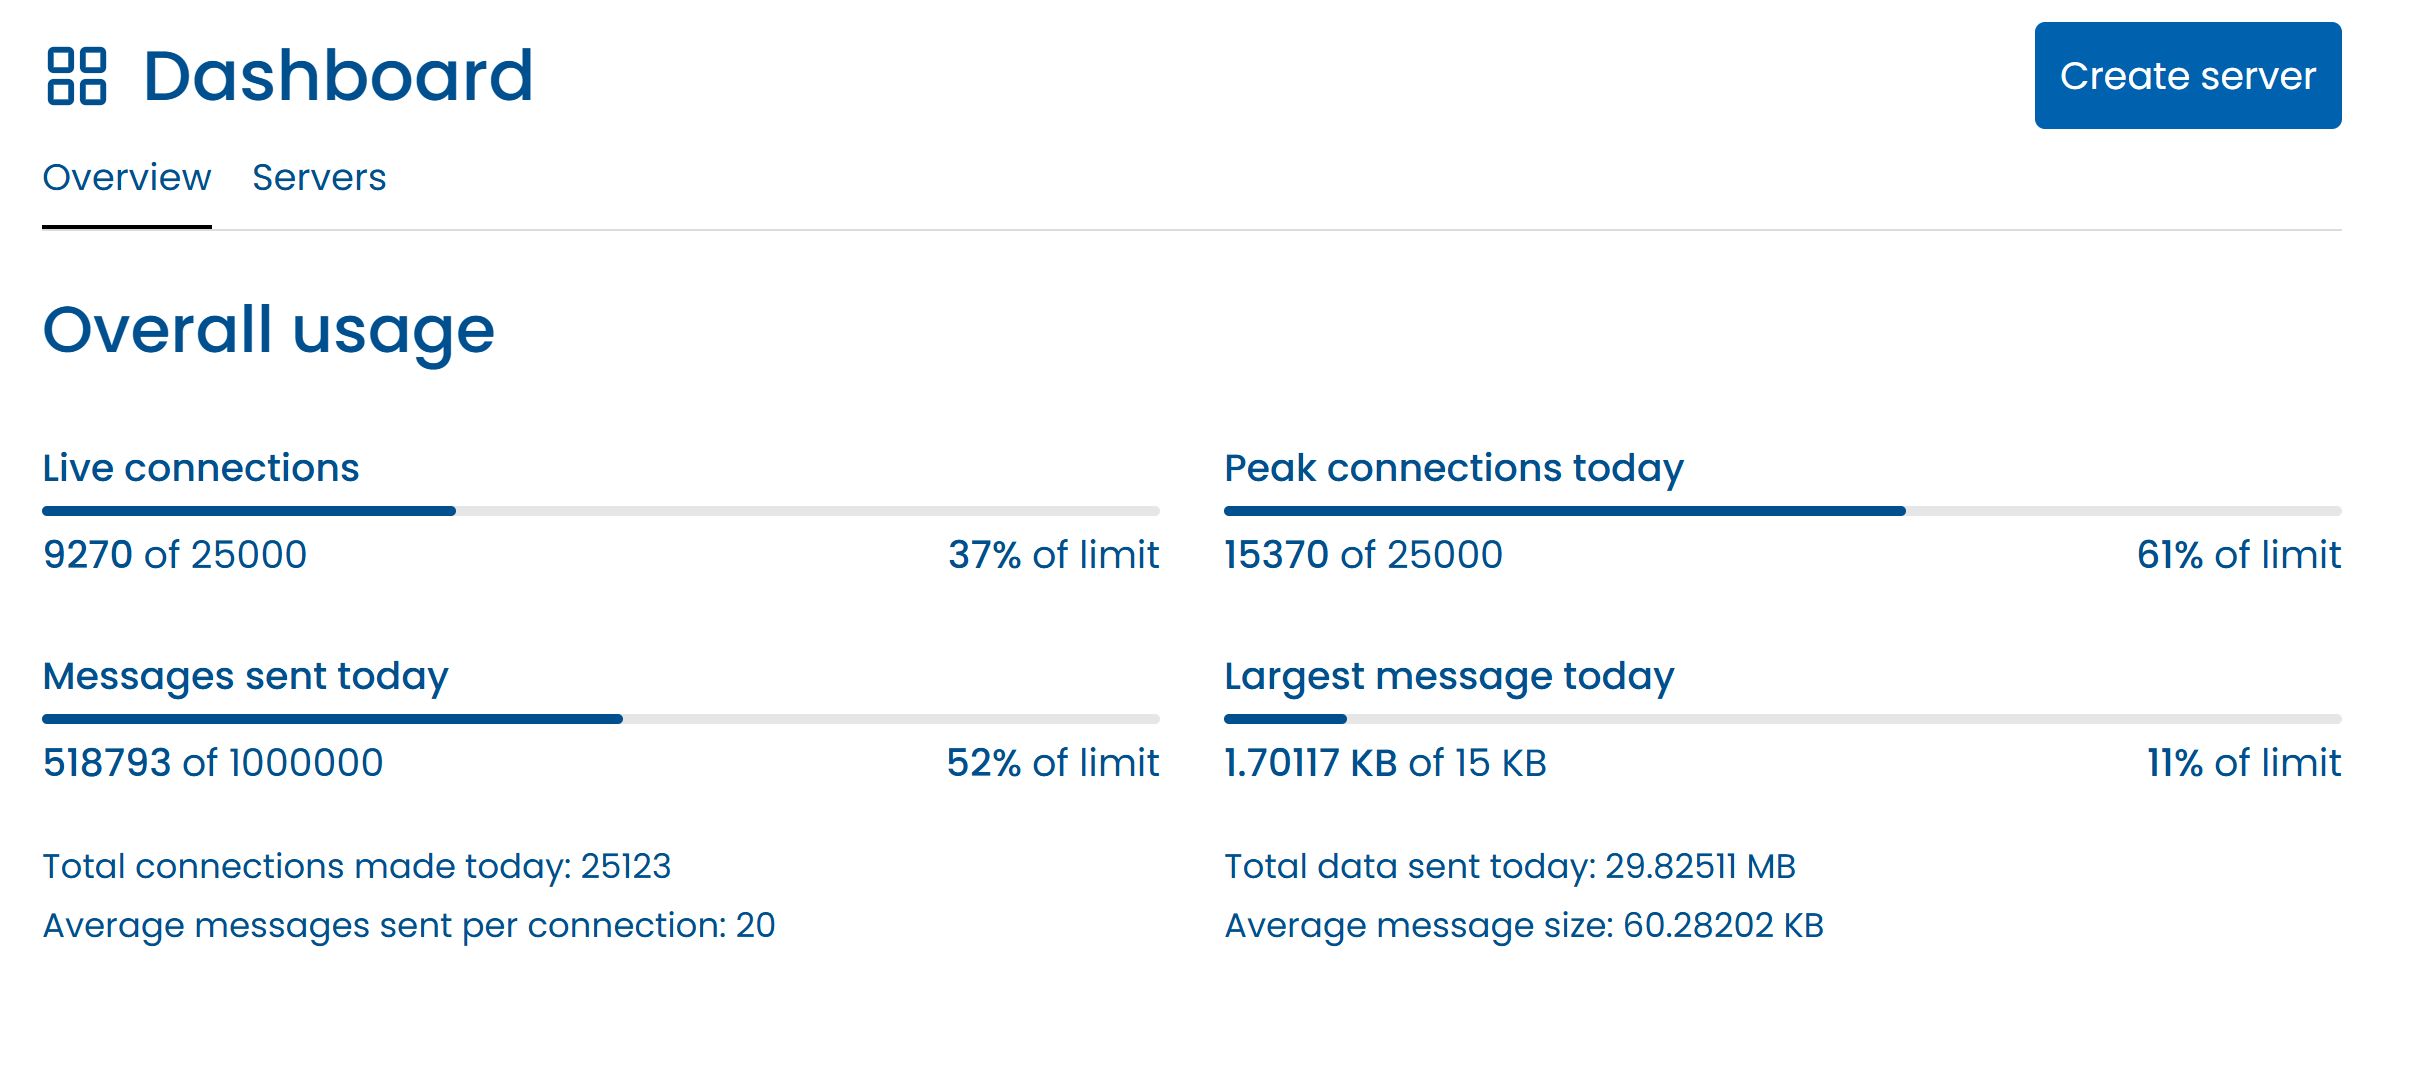 Dashboard
Create server
Overview Servers
Overall usage
Live connections
9270 of 25000 37% of limit
Peak connections today
15370 of 25000 61% of limit
Messages sent today
518793 of 1000000 52% of limit
Largest message today
1.70117 KB of 15 KB 11% of limit
Total connections made today: 25123
Average messages sent per connection: 20
Total data sent today: 29.82511 MB
Average message size: 60.28202 KB